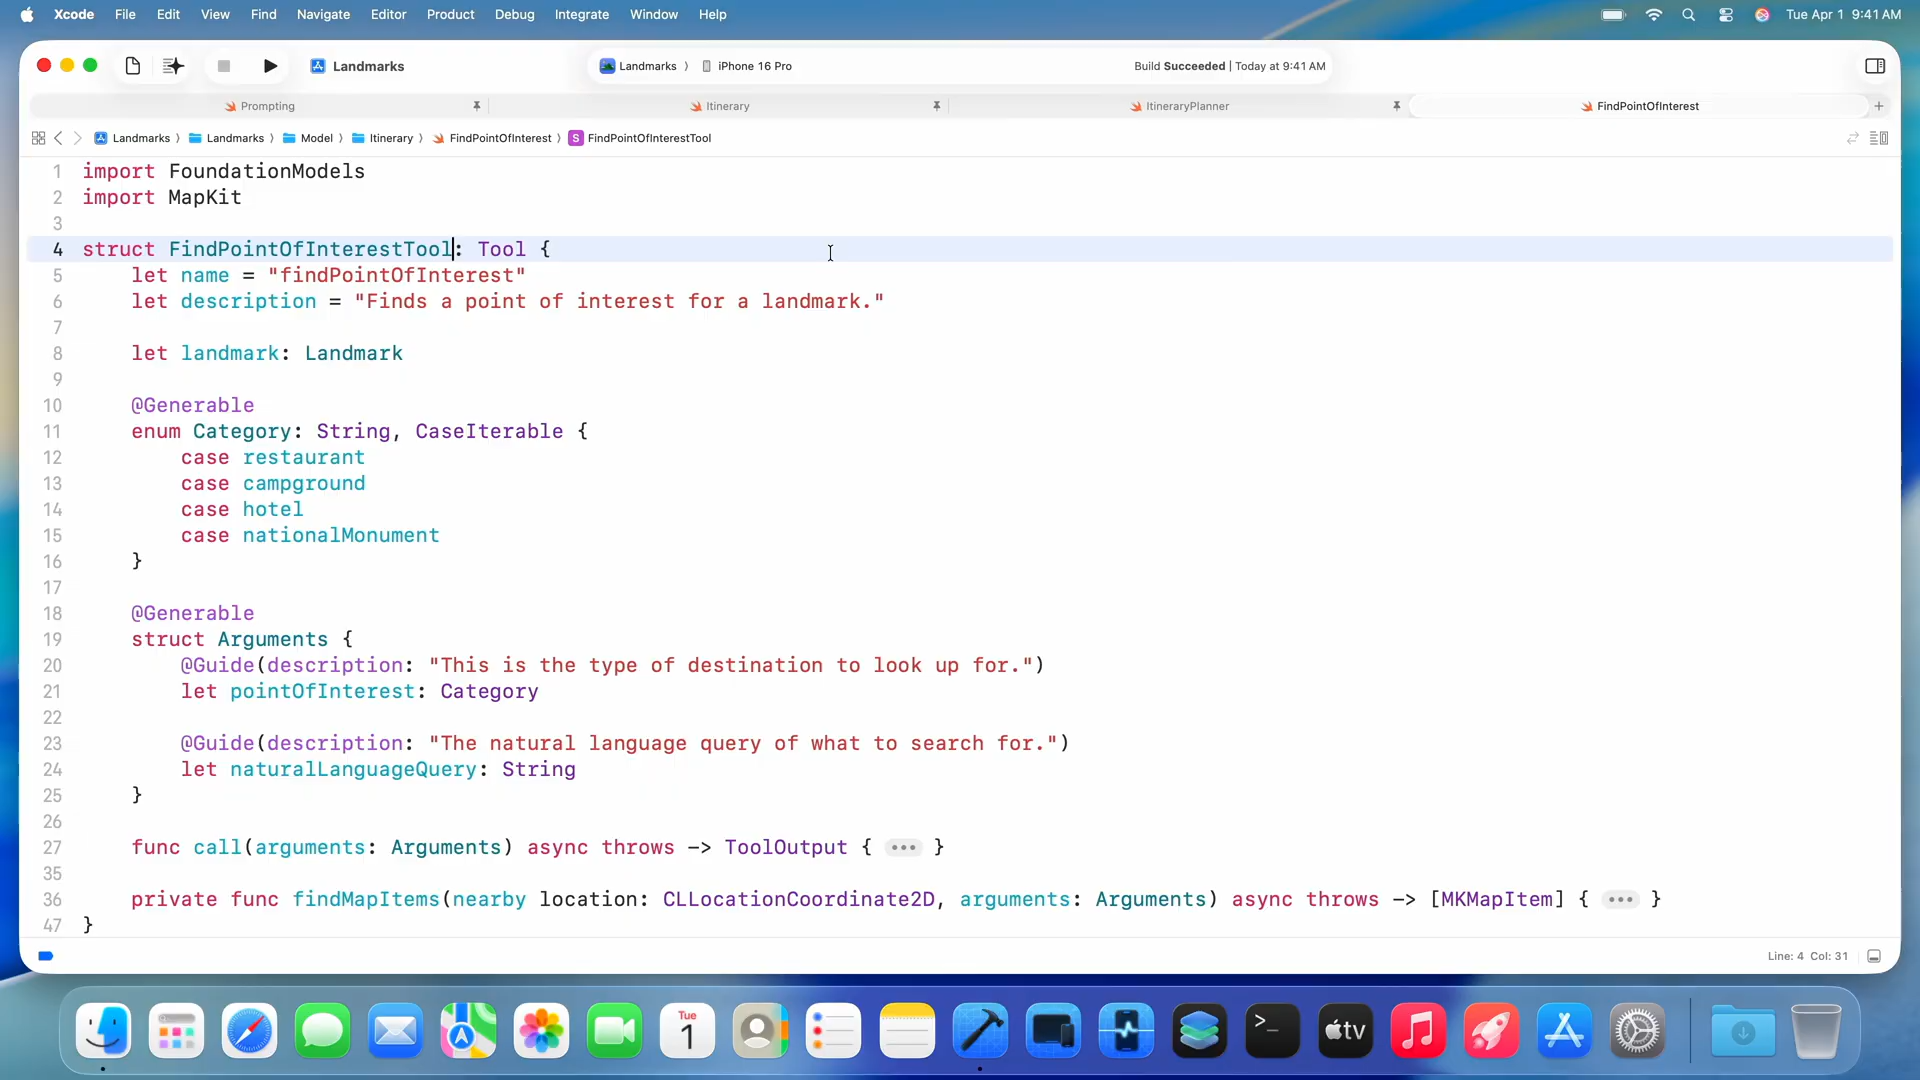 Xcode File Edit View Find Navigate Editor Product Debug Integrate Window Help Tue Apr 1 9:41 AM
Landmarks Landmarks 〉 iPhone 16 Pro Build Succeeded | Today at 9:41 AM
Prompting Itinerary ItineraryPlanner FindPointOfInterest
Landmarks 〉 Landmarks 〉 Model 〉 Itinerary 〉 FindPointOfInterest 〉 S FindPointOfInterestTool
1 import FoundationModels
2 import MapKit
3
4 struct FindPointOfInterestTool: Tool {
5 let name = "findPointOfInterest"
6 let description = "Finds a point of interest for a landmark."
7
8 let landmark: Landmark
9
10 @Generable
11 enum Category: String, CaseIterable {
12 case restaurant
13 case campground
14 case hotel
15 case nationalMonument
16 }
17
18 @Generable
19 struct Arguments {
20 @Guide(description: "This is the type of destination to look up for.")
21 let pointOfInterest: Category
22
23 @Guide(description: "The natural language query of what to search for.")
24 let naturalLanguageQuery: String
25 }
26
27 func call(arguments: Arguments) async throws -> ToolOutput { ••• }
35
36 private func findMapItems(nearby location: CLLocationCoordinate2D, arguments: Arguments) async throws -> [MKMapItem] { ••• }
47 }
Line: 4 Col: 31
Tue
1
>_
tv